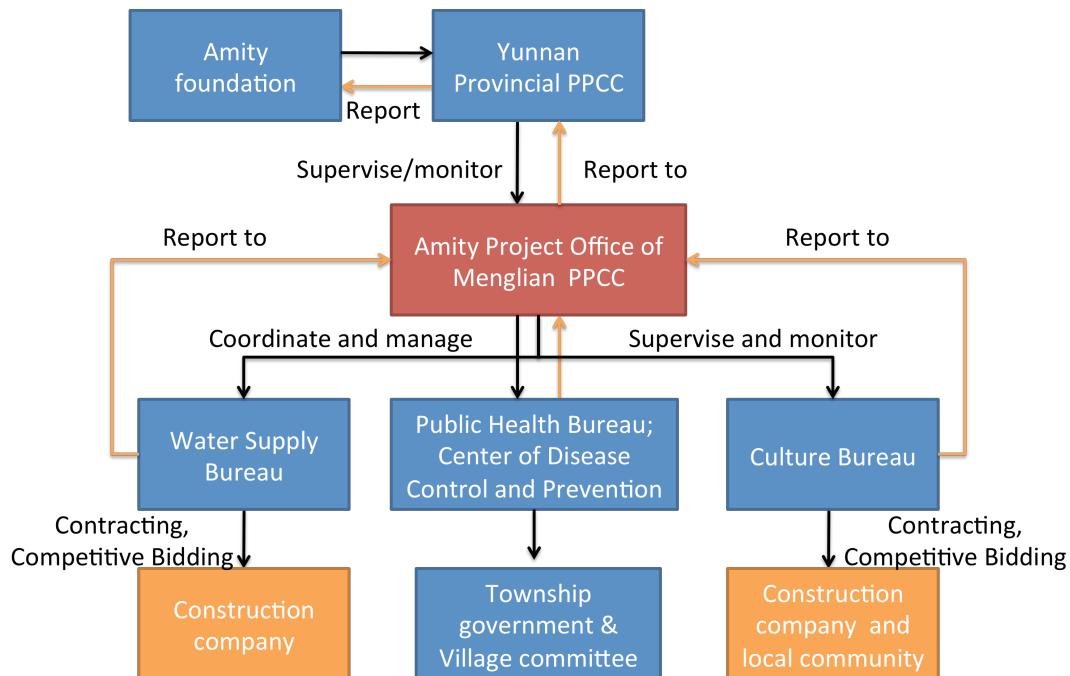 Amity
foundation
Yunnan
Provincial PPCC
Report
Supervise/monitor
Report to
Report to
Amity Project Office of
Menglian PPCC
Report to
Coordinate and manage
Supervise and monitor
Water Supply
Bureau
Public Health Bureau;
Center of Disease
Control and Prevention
Culture Bureau
Contracting,
Competitive Bidding
Contracting,
Competitive Bidding
Construction
company
Township
government &
Village committee
Construction
company and
local community